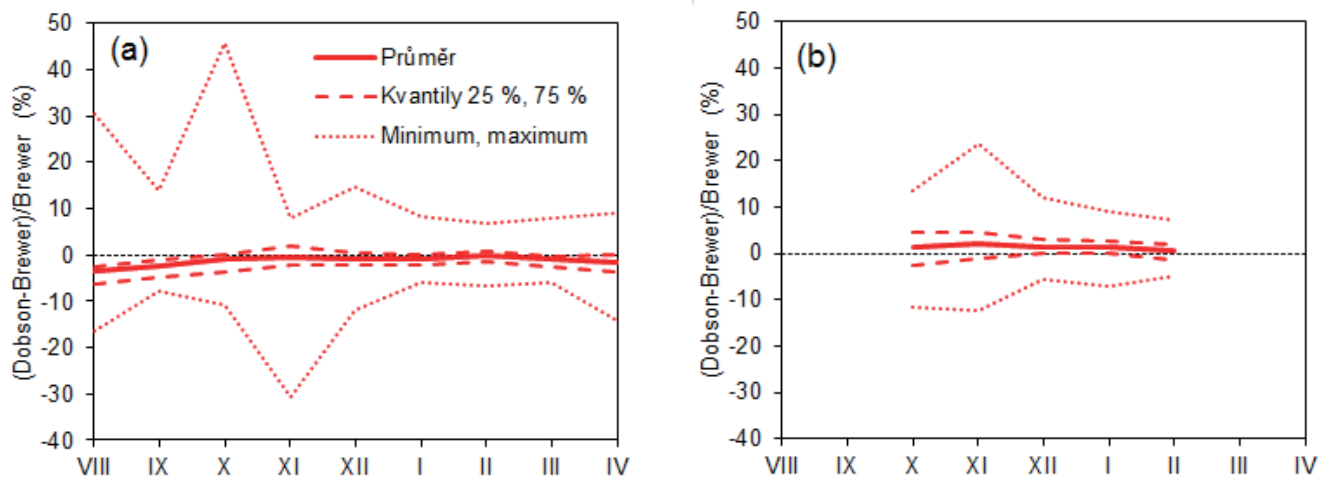 (a)
(Dobson-Brewer)/Brewer (%)
50
40
30
20
10
0
-10
-20
-30
-40
Průměr
Kvantily 25 %, 75 %
Minimum, maximum
VIII IX X XI XII I II III IV
(b)
(Dobson-Brewer)/Brewer (%)
50
40
30
20
10
0
-10
-20
-30
-40
VIII IX X XI XII I II III IV